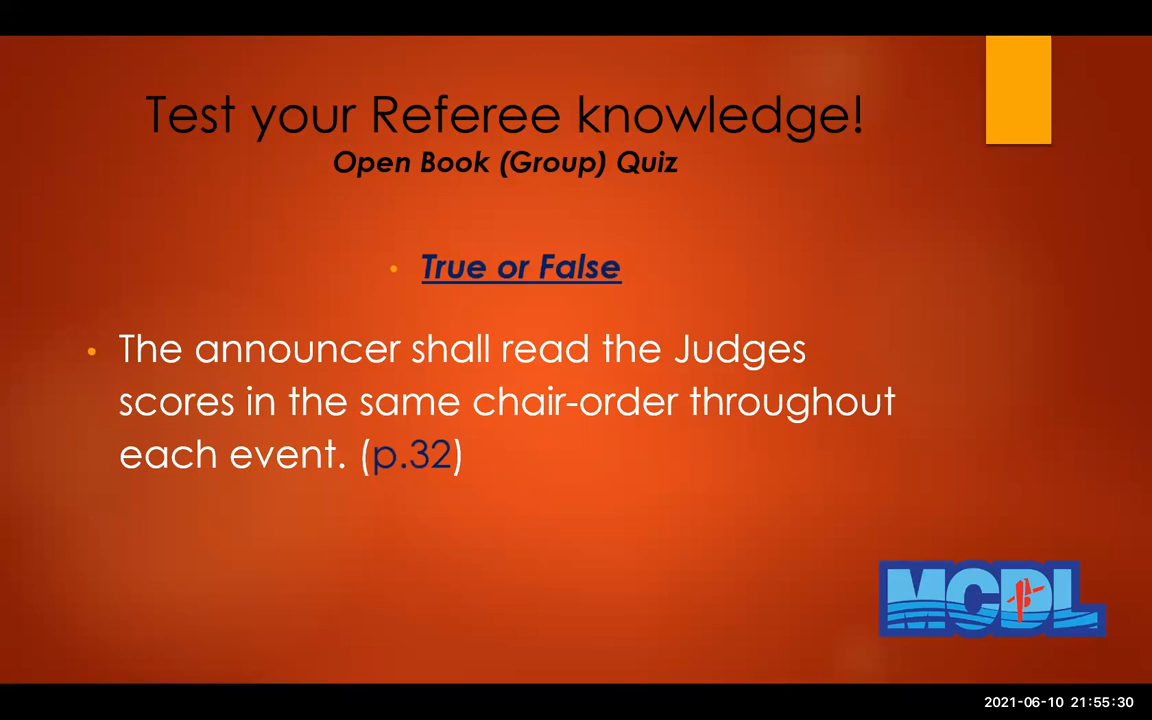 Test your Referee knowledge!
Open Book (Group) Quiz
• True or False
• The announcer shall read the Judges
scores in the same chair-order throughout
each event. (p.32)
MCDL
2021-06-10 21:55:30